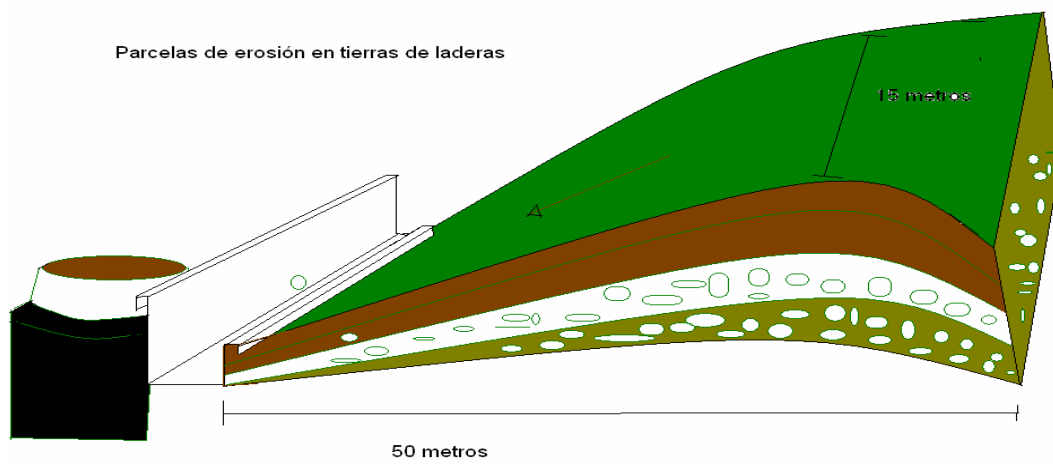 Parcelas de erosión en tierras de laderas
15 metros
50 metros